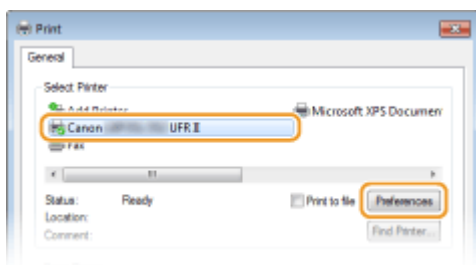 Print
General
Select Printer
Add Printer
Microsoft XPS Documen
Canon UFR II
Fax
Status: Ready
Print to file
Preferences
Location:
Comment:
Find Printer...